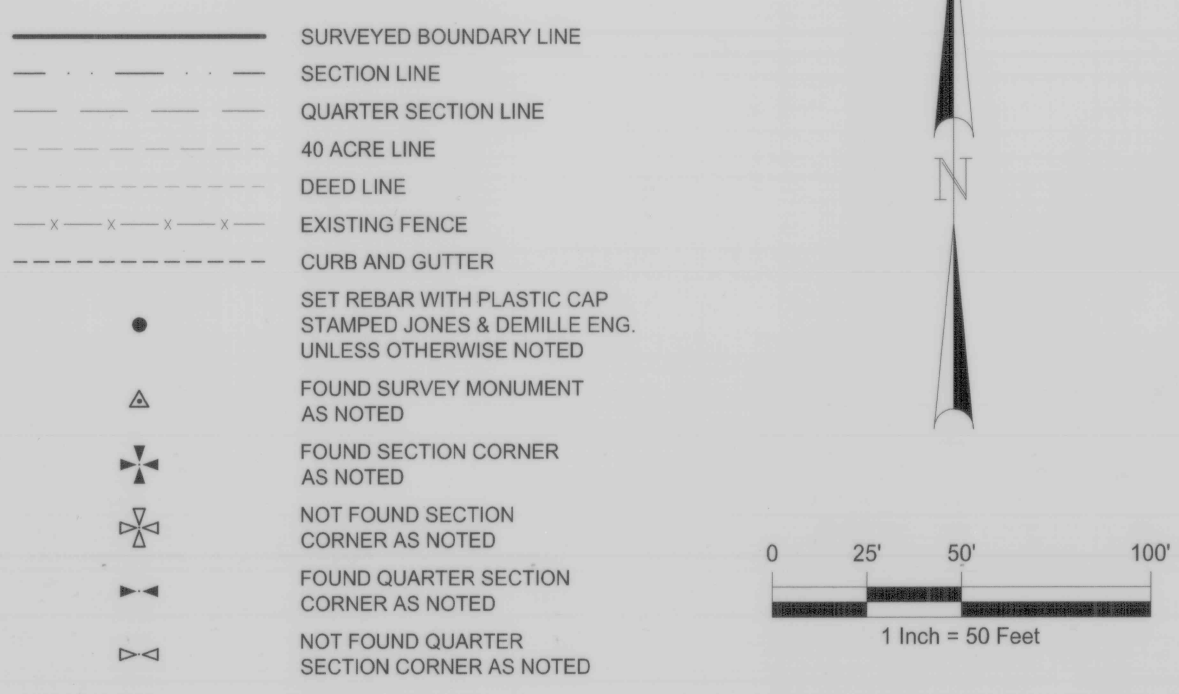 SURVEYED BOUNDARY LINE
SECTION LINE
QUARTER SECTION LINE
40 ACRE LINE
DEED LINE
X X X X
EXISTING FENCE
CURB AND GUTTER
SET REBAR WITH PLASTIC CAP
STAMPED JONES & DEMILLE ENG.
UNLESS OTHERWISE NOTED
FOUND SURVEY MONUMENT
AS NOTED
FOUND SECTION CORNER
AS NOTED
NOT FOUND SECTION
CORNER AS NOTED
FOUND QUARTER SECTION
CORNER AS NOTED
NOT FOUND QUARTER
SECTION CORNER AS NOTED
N
0 25' 50' 100'
1 Inch = 50 Feet